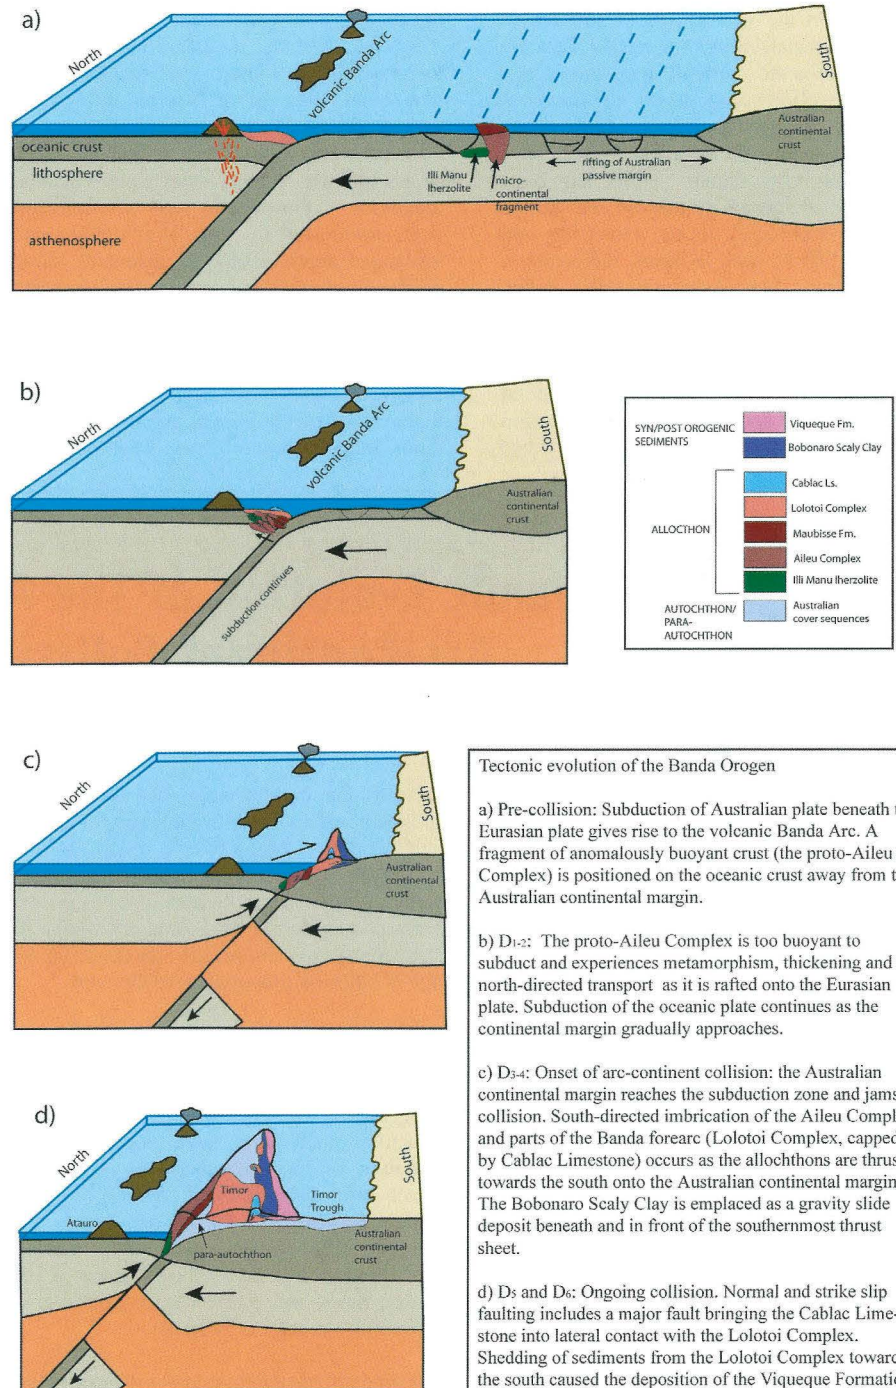 a)
North
volcanic Banda Arc
South
Australian
continental
crust
oceanic crust
lithosphere
Illi Manu
lherzolite
micro-
continental
fragment
rifting of Australian
passive margin
asthenosphere
b)
North
volcanic Banda Arc
South
Australian
continental
crust
subduction continues
SYN/POST OROGENIC
SEDIMENTS
Viqueque Fm.
Bobonaro Scaly Clay
ALLOCTHON
Cablac Ls.
Lolotoi Complex
Maubisse Fm.
Aileu Complex
Illi Manu lherzolite
AUTOCHTHON/
PARA-
AUTOCHTHON
Australian
cover sequences
c)
North
South
Australian
continental
crust
d)
North
South
Timor
Timor
Trough
Atauro
para-autochthon
Australian
continental
crust
Tectonic evolution of the Banda Orogen
a) Pre-collision: Subduction of Australian plate beneath
Eurasian plate gives rise to the volcanic Banda Arc. A
fragment of anomalously buoyant crust (the proto-Aileu
Complex) is positioned on the oceanic crust away from
Australian continental margin.
b) D1-2: The proto-Aileu Complex is too buoyant to
subduct and experiences metamorphism, thickening and
north-directed transport as it is rafted onto the Eurasian
plate. Subduction of the oceanic plate continues as the
continental margin gradually approaches.
c) D3-4: Onset of arc-continent collision: the Australian
continental margin reaches the subduction zone and jams
collision. South-directed imbrication of the Aileu
and parts of the Banda forearc (Lolotoi Complex, capped
by Cablac Limestone) occurs as the allochthons are
towards the south onto the Australian continental margin
The Bobonaro Scaly Clay is emplaced as a gravity slide
deposit beneath and in front of the southernmost thrust
sheet.
d) D5 and D6: Ongoing collision. Normal and strike slip
faulting includes a major fault bringing the Cablac Lime-
stone into lateral contact with the Lolotoi Complex.
Shedding of sediments from the Lolotoi Complex
the south caused the deposition of the Viqueque